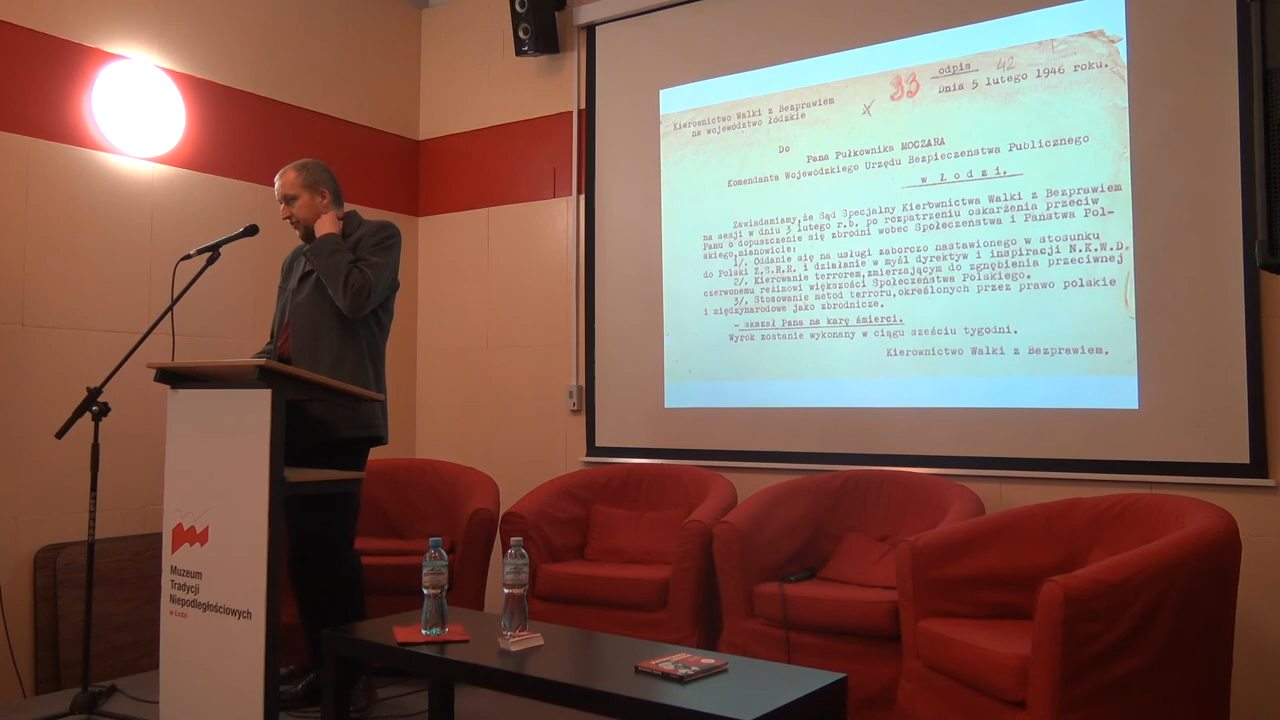 odpis 42
33
Dnia 5 lutego 1946 roku.
Kierownictwo Walki z Bezprawiem
na województwo Łódzkie
Do
Pana Pułkownika MOCZARA
Komendanta Wojewódzkiego Urzędu Bezpieczeństwa Publicznego
w Łodzi.
Zawiadamiamy, że Sąd Specjalny Kierownictwa Walki z Bezprawiem
na sesji w dniu 3 lutego r.b. po rozpatrzeniu oskarżenia przeciw
Panu o dopuszczenie się zbrodni wobec Społeczeństwa i Państwa Pol-
skiego, mianowicie:
1/. Oddanie się na usługi zaborczo nastawionego w stosunku
do Polski Z.S.R.R. i działanie w myśl dyrektyw i inspiracji N.K.W.D.
2/. Kierowanie terrorem, zmierzającym do zgnębienia przeciwnej
czerwonemu reżimowi większości Społeczeństwa Polskiego.
3/. Stosowanie metod terroru, określonych przez prawo polskie
i międzynarodowe jako zbrodnicze.
- skazał Pana na karę śmierci.
Wyrok zostanie wykonany w ciągu sześciu tygodni.
Kierownictwo Walki z Bezprawiem.
Muzeum
Tradycji
Niepodległościowych
w Łodzi